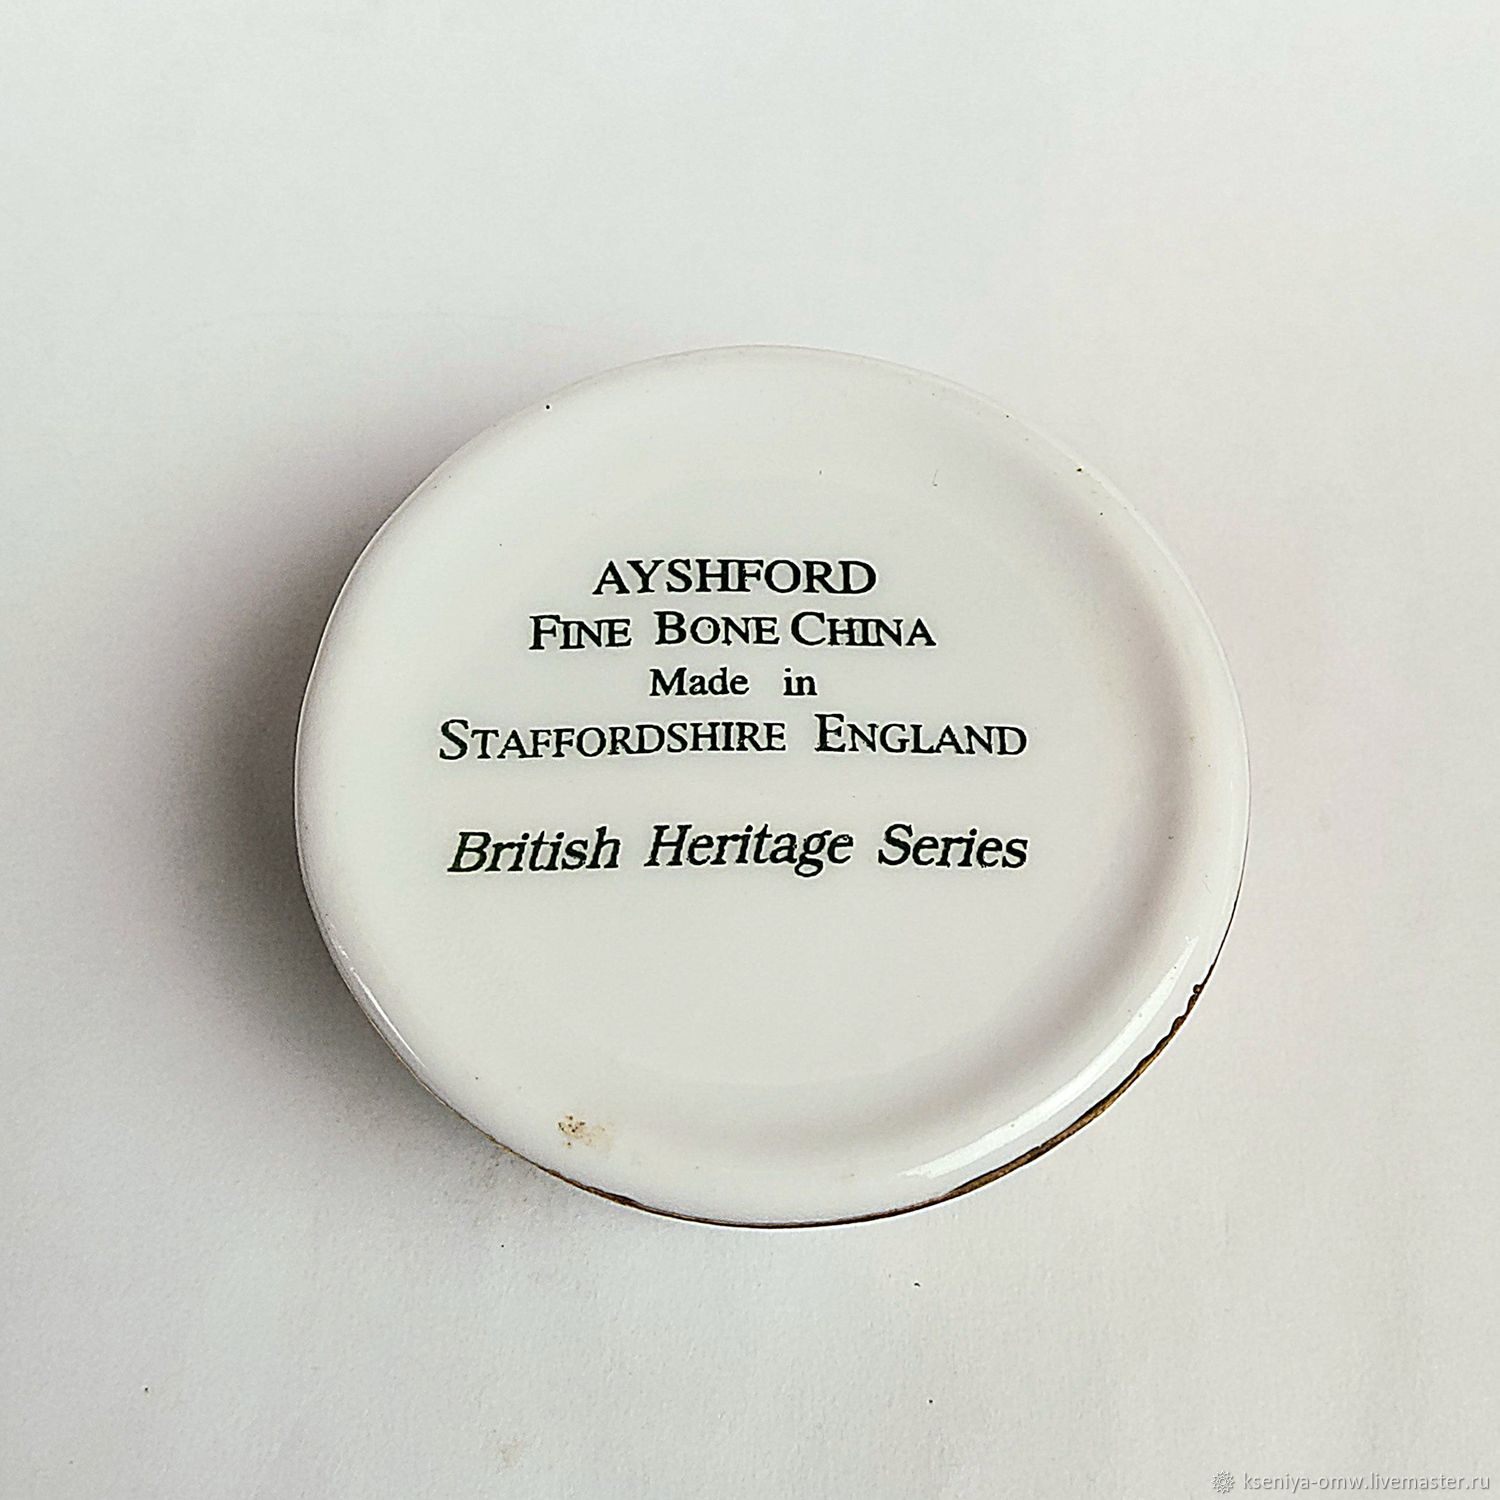 AYSHFORD
FINE BONE CHINA
Made in
STAFFORDSHIRE ENGLAND
British Heritage Series
kseniya-omw.livemaster.ru